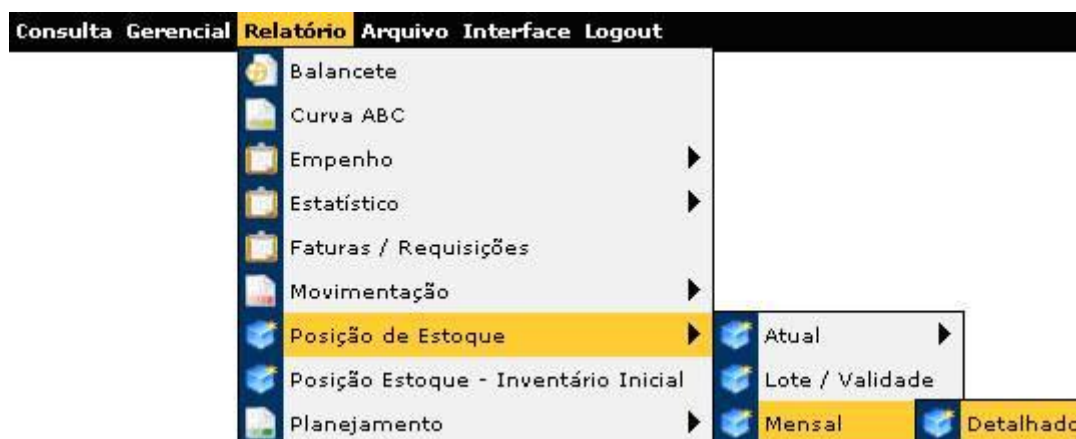 Consulta Gerencial Relatório Arquivo Interface Logout
Balancete
Curva ABC
Empenho
Estatístico
Faturas / Requisições
Movimentação
Posição de Estoque
Atual
Posição Estoque - Inventário Inicial
Lote / Validade
Planejamento
Mensal
Detalhado